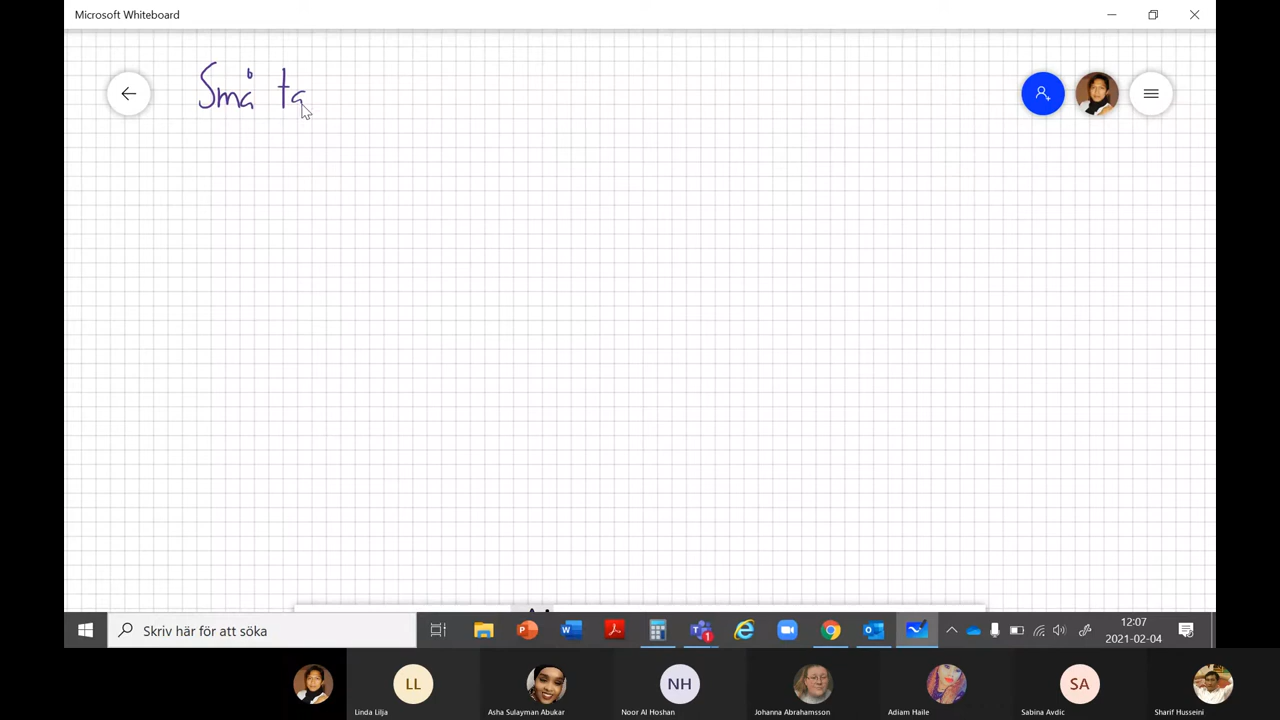 Microsoft Whiteboard
Små ta
Skriv här för att söka
1
12:07
2021-02-04
LL
NH
SA
Linda Lilja
Asha Sulayman Abukar
Noor Al Hoshan
Johanna Abrahamsson
Adiam Haile
Sabina Avdic
Sharif Husseini